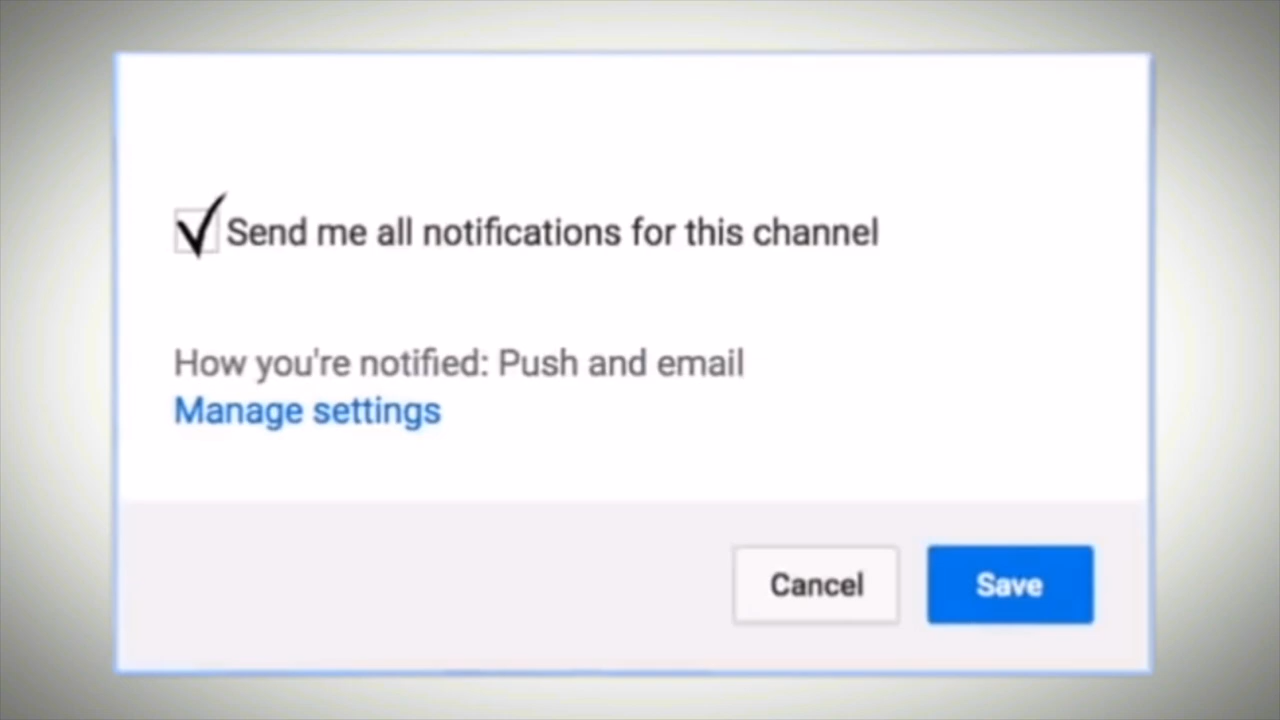 Send me all notifications for this channel
How you're notified: Push and email
Manage settings
Cancel
Save